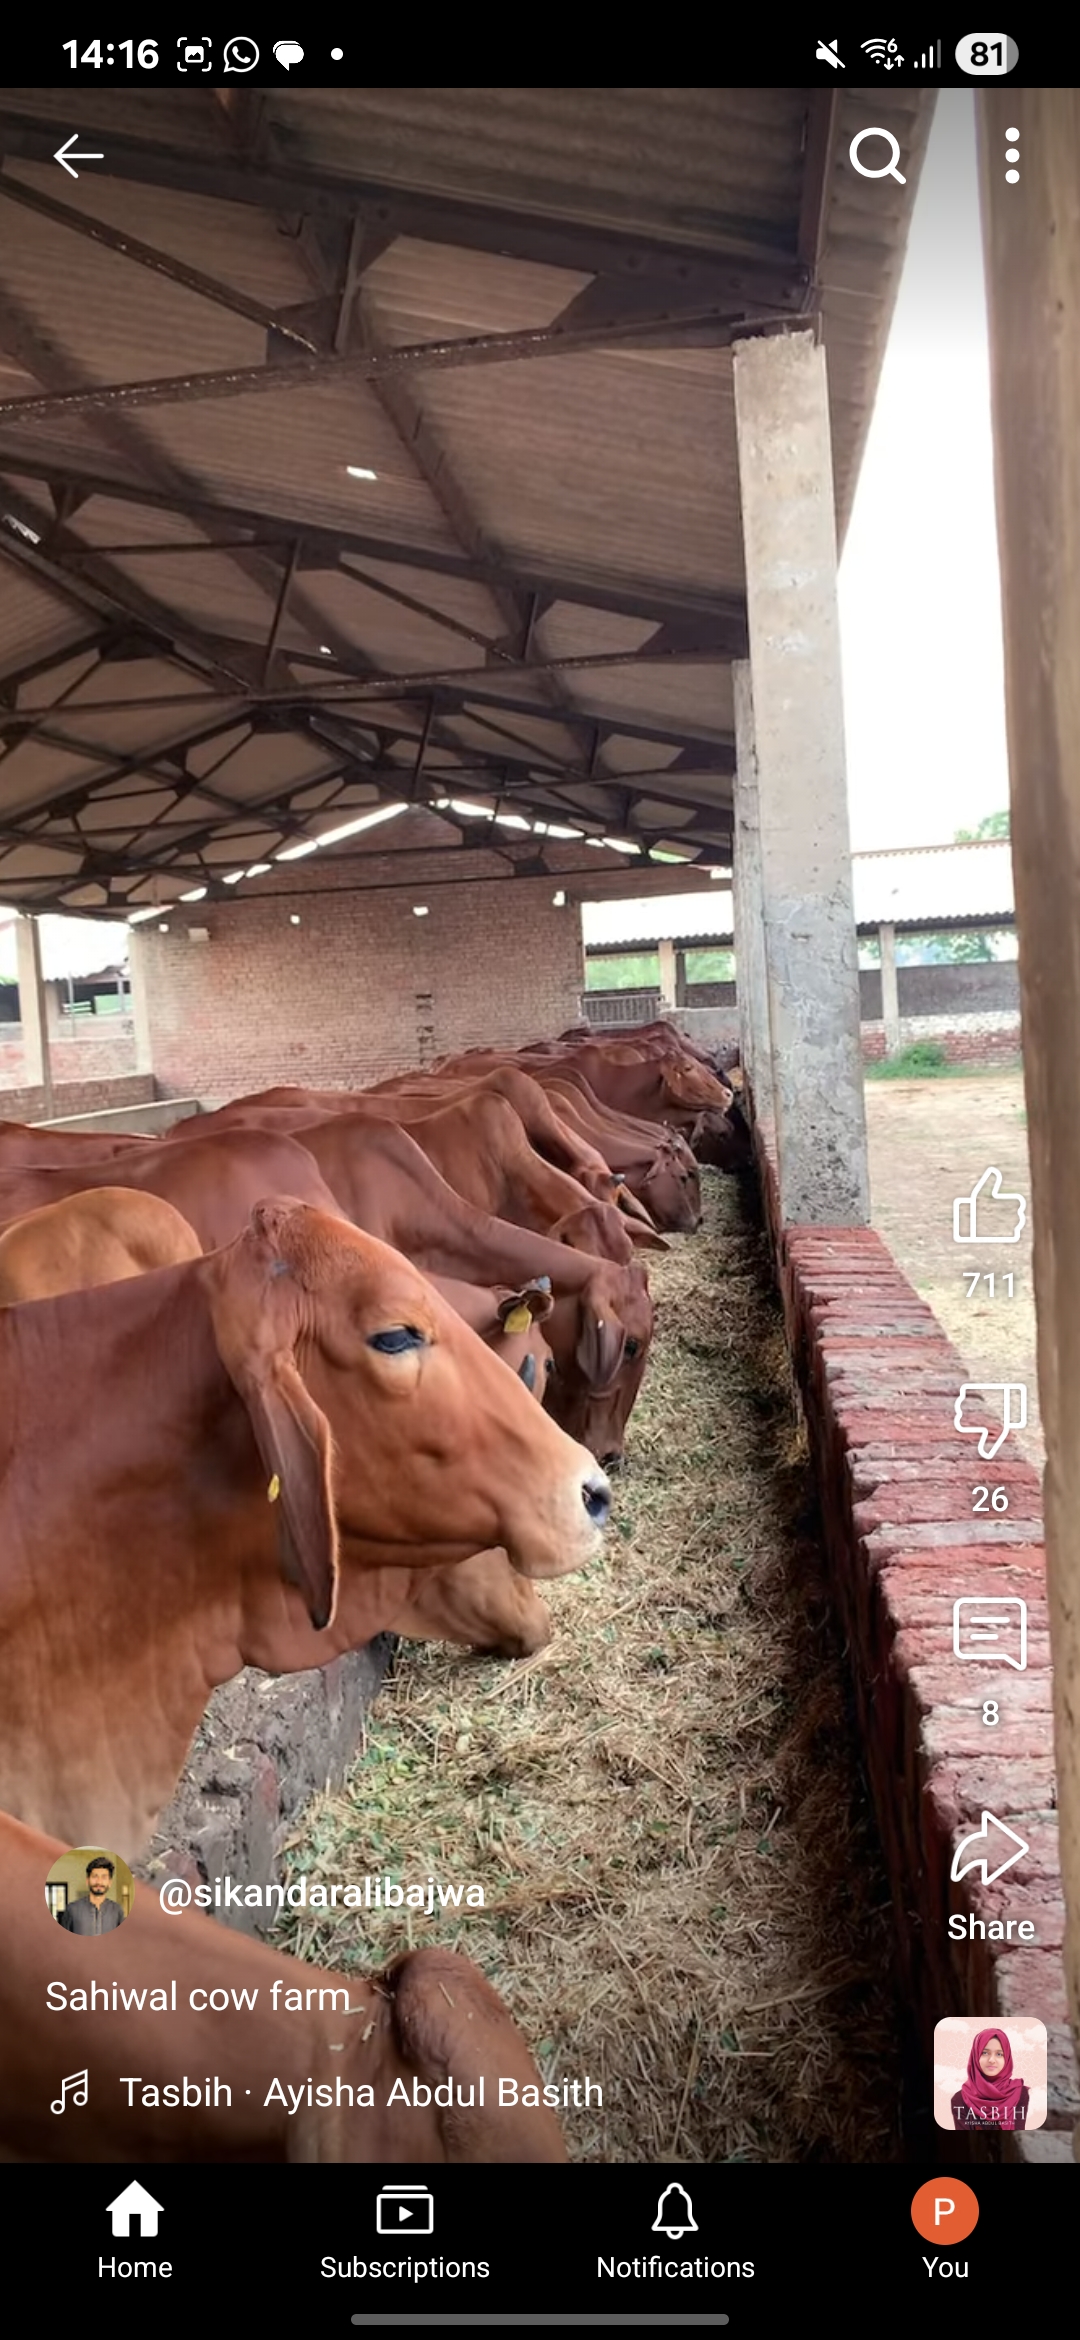 14:16
6
81
711
26
8
Share
@sikandaralibajwa
Sahiwal cow farm
Tasbih · Ayisha Abdul Basith
TASBIH
Home
Subscriptions
Notifications
P
You